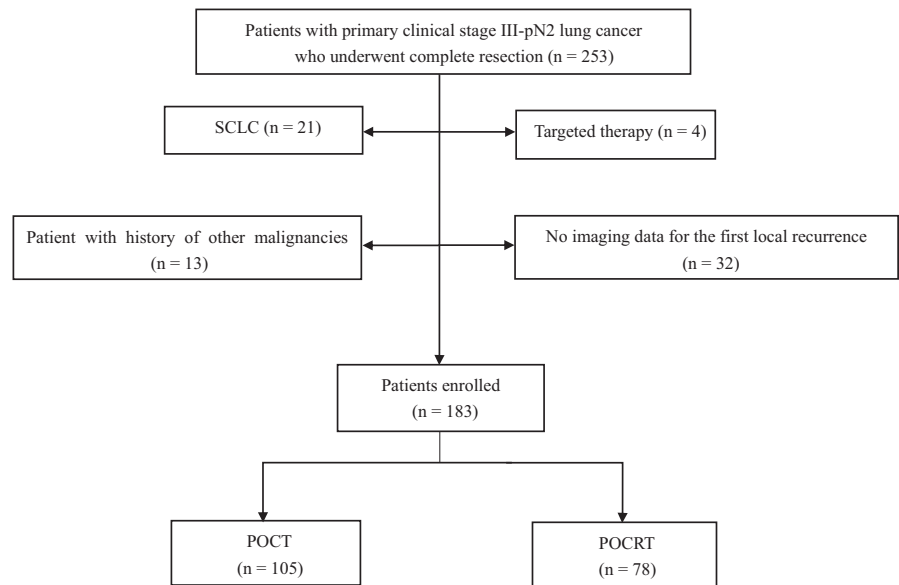 Patients with primary clinical stage III-pN2 lung cancer
who underwent complete resection (n = 253)
SCLC (n = 21)
Targeted therapy (n = 4)
Patient with history of other malignancies
(n = 13)
No imaging data for the first local recurrence
(n = 32)
Patients enrolled
(n = 183)
POCT
(n = 105)
POCRT
(n = 78)